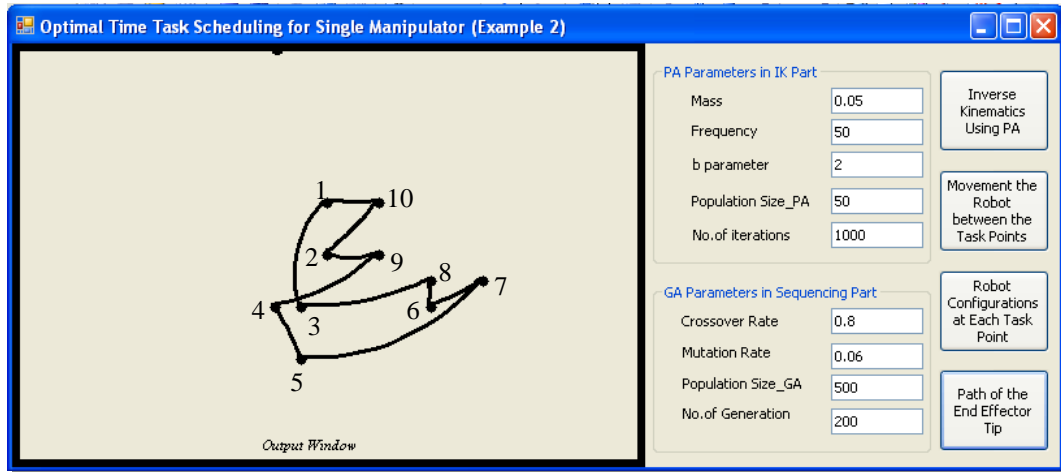 Optimal Time Task Scheduling for Single Manipulator (Example 2)
1
10
2
9
8
7
4
3
6
5
Output Window
PA Parameters in IK Part
Mass
0.05
Frequency
50
b parameter
2
Population Size_PA
50
No.of iterations
1000
GA Parameters in Sequencing Part
Crossover Rate
0.8
Mutation Rate
0.06
Population Size_GA
500
No.of Generation
200
Inverse
Kinematics
Using PA
Movement the
Robot
between the
Task Points
Robot
Configurations
at Each Task
Point
Path of the
End Effector
Tip